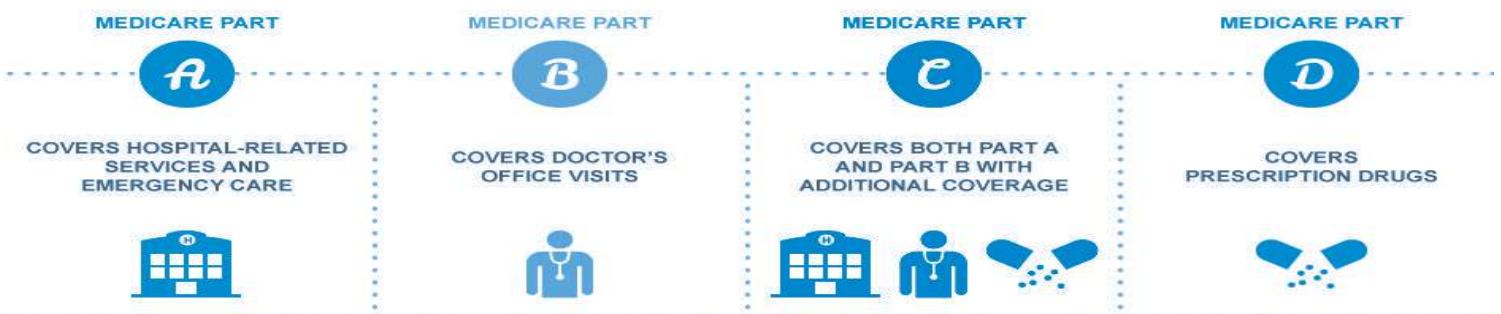 MEDICARE PART
A
COVERS HOSPITAL-RELATED
SERVICES AND
EMERGENCY CARE
H
MEDICARE PART
B
COVERS DOCTOR'S
OFFICE VISITS
MEDICARE PART
C
COVERS BOTH PART A
AND PART B WITH
ADDITIONAL COVERAGE
H
MEDICARE PART
D
COVERS
PRESCRIPTION DRUGS